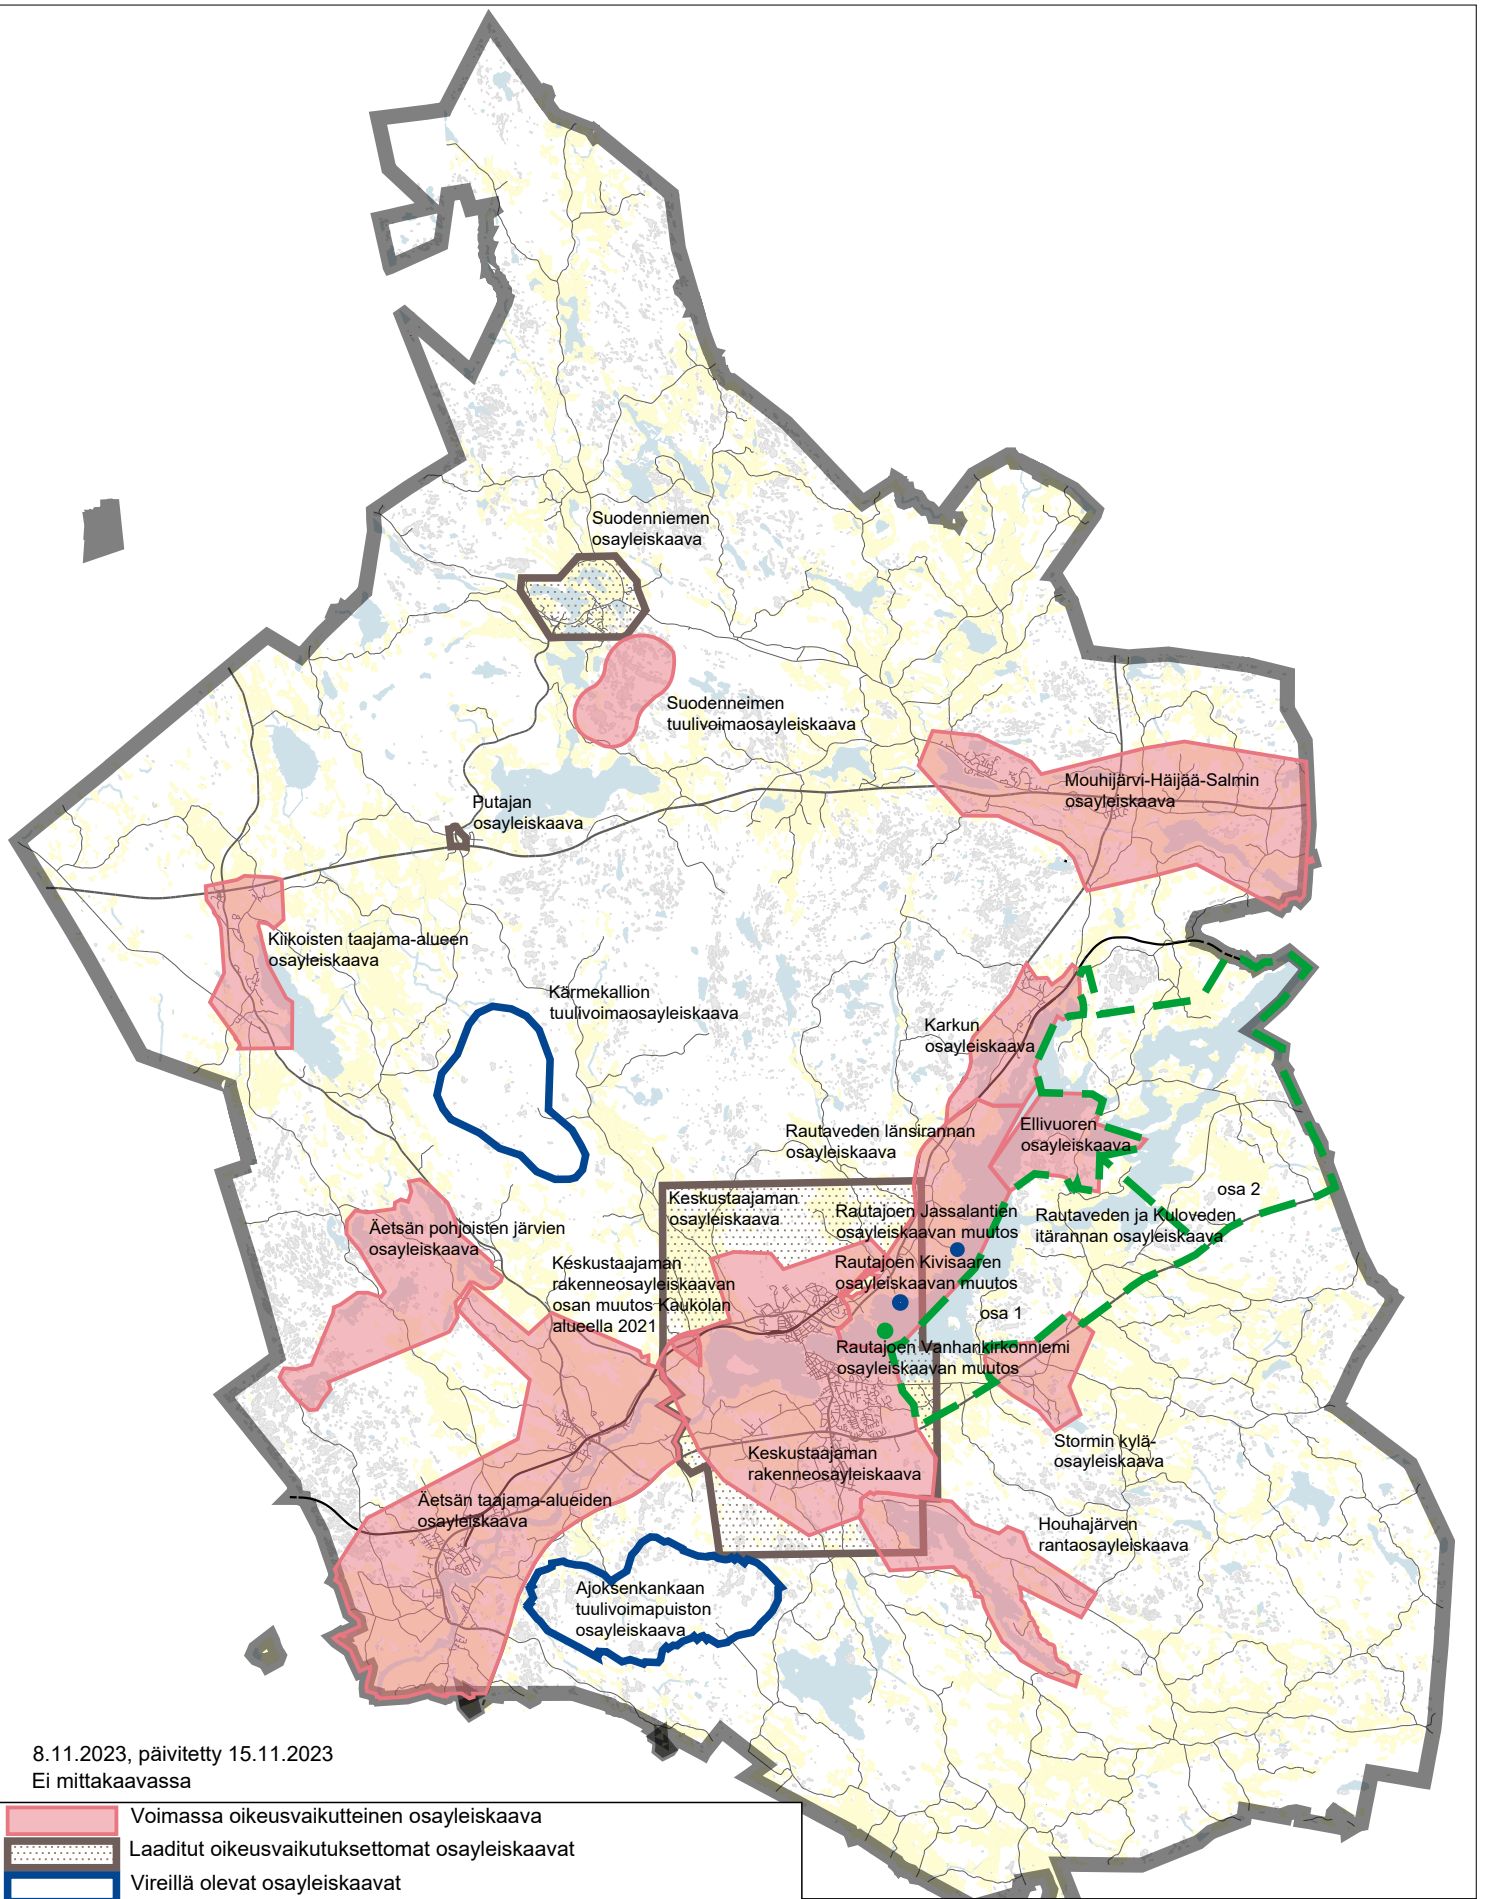 Suodenniemen
osayleiskaava
Suodenneimen
tuulivoimaosayleiskaava
Mouhijärvi-Häijää-Salmin
osayleiskaava
Putajan
osayleiskaava
Kiikoisten taajama-alueen
osayleiskaava
Kärmekallion
tuulivoimaosayleiskaava
Karkun
osayleiskaava
Rautaveden länsirannan
osayleiskaava
Ellivuoren
osayleiskaava
osa 2
Keskustaajaman
osayleiskaava
Rautajoen Jassalantien
osayleiskaavan muutos
Rautaveden ja Kuloveden
itärannan osayleiskaava
Äetsän pohjoisten järvien
osayleiskaava
Keskustaajaman
rakenneosayleiskaavan
osan muutos Kaukolan
alueella 2021
Rautajoen Kivisaaren
osayleiskaavan muutos
osa 1
Rautajoen Vanhankirkonniemi
osayleiskaavan muutos
Keskustaajaman
rakenneosayleiskaava
Stormin kylä-
osayleiskaava
Äetsän taajama-alueiden
osayleiskaava
Houhajärven
rantaosayleiskaava
Ajoksenkankaan
tuulivoimapuiston
osayleiskaava
8.11.2023, päivitetty 15.11.2023
Ei mittakaavassa
Voimassa oikeusvaikutteinen osayleiskaava
Laaditut oikeusvaikutuksettomat osayleiskaavat
Vireillä olevat osayleiskaavat